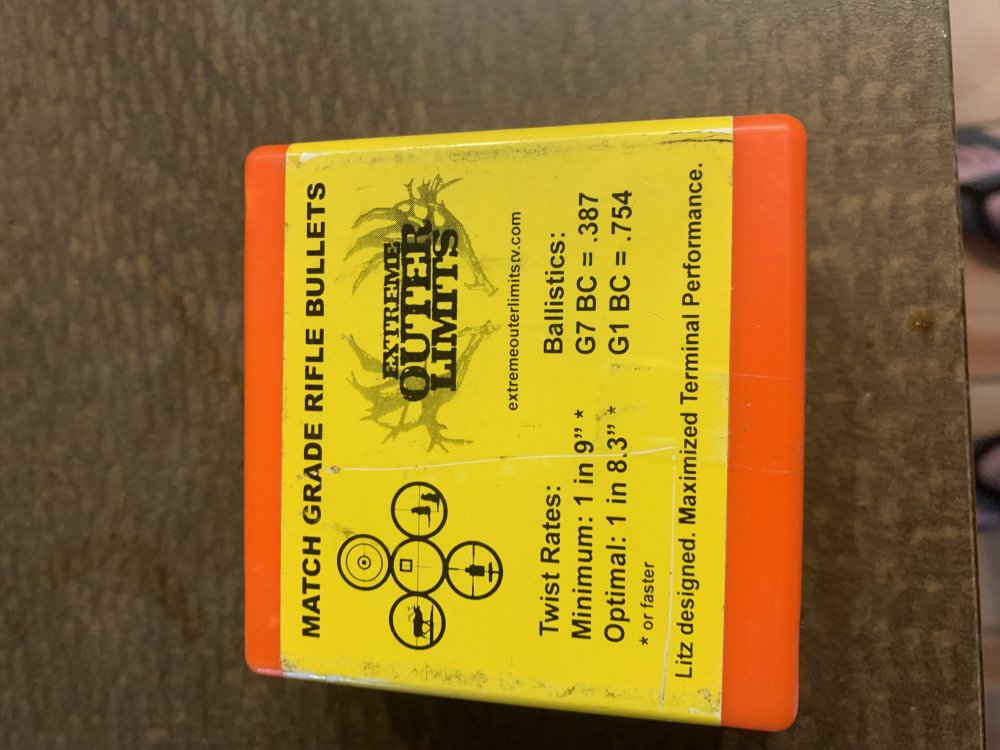 MATCH GRADE RIFLE BULLETS
EXTREME
OUTER
LIMITS
extremeouterlimitstv.com
Twist Rates:
Minimum: 1 in 9” *
Optimal: 1 in 8.3” *
* or faster
Ballistics:
G7 BC = .387
G1 BC = .754
Litz designed. Maximized Terminal Performance.